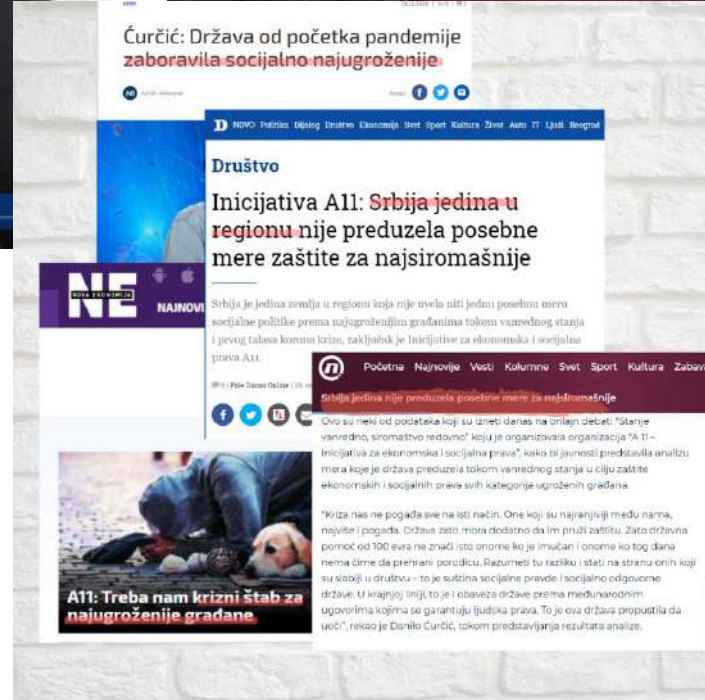 Ćurčić: Država od početka pandemije
zaboravila socijalno najugroženije
D NOVO Politika Dijalog Društvo Ekonomija Svet Sport Kultura Život Auto IT Ljudi Beograd
Društvo
Inicijativa A11: Srbija jedina u
regionu nije preduzela posebne
mere zaštite za najsiromašnije
Srbija je jedina zemlja u regionu koja nije uvela niti jednu posebnu meru
socijalne politike prema najugroženijim građanima tokom vanrednog stanja
i prvog talasa korona krize, zaključak je Inicijative za ekonomska i socijalna
prava A11.
Piše Danas Online
NE
NOVA EKONOMIJA
NAJNOVI
A11: Treba nam krizni štab za
najugroženije građane
Početna Najnovije Vesti Kolumne Svet Sport Kultura Zabava
Srbija jedina nije preduzela posebne mere za najsiromašnije
Ovo su neki od podataka koji su izneti danas na onlajn debati "Stanje
vanredno, siromaštvo redovno" koju je organizovala organizacija "A 11 –
Inicijativa za ekonomska i socijalna prava", kako bi javnosti predstavila analizu
mera koje je država preduzela tokom vanrednog stanja u cilju zaštite
ekonomskih i socijalnih prava svih kategorija ugroženih građana.
"Kriza nas ne pogađa sve na isti način. One koji su najranjiviji među nama,
najviše i pogađa. Država zato mora dodatno da im pruži zaštitu. Zato državna
pomoć od 100 evra ne znači isto onome ko je imućan i onome ko tog dana
nema čime da prehrani porodicu. Razumeti tu razliku i stati na stranu onih koji
su slabiji u društvu – to je suština socijalne pravde i socijalno odgovorne
države. U krajnjoj liniji, to je i obaveza države prema međunarodnim
ugovorima kojima se garantuju ljudska prava. To je ova država propustila da
uoči", rekao je Danilo Ćurčić, tokom predstavljanja rezultata analize.